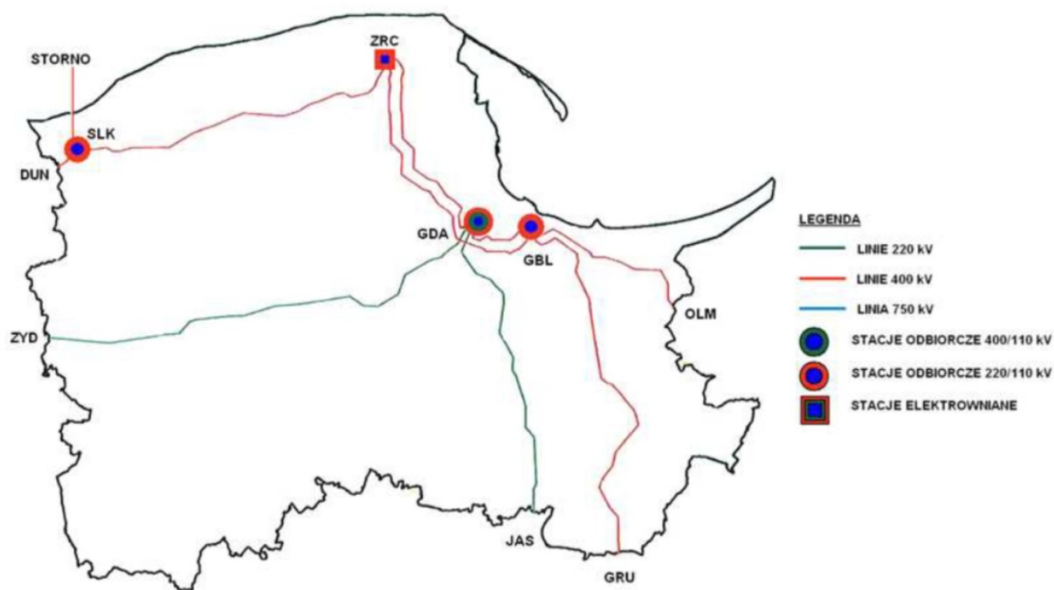 ZRC
STORNO
SLK
DUN
GDA
GBL
OLM
ZYD
JAS
GRU
LEGENDA
LINIE 220 kV
LINIE 400 kV
LINIA 750 kV
STACJE ODBIORCZE 400/110 kV
STACJE ODBIORCZE 220/110 kV
STACJE ELEKTROWNIANE